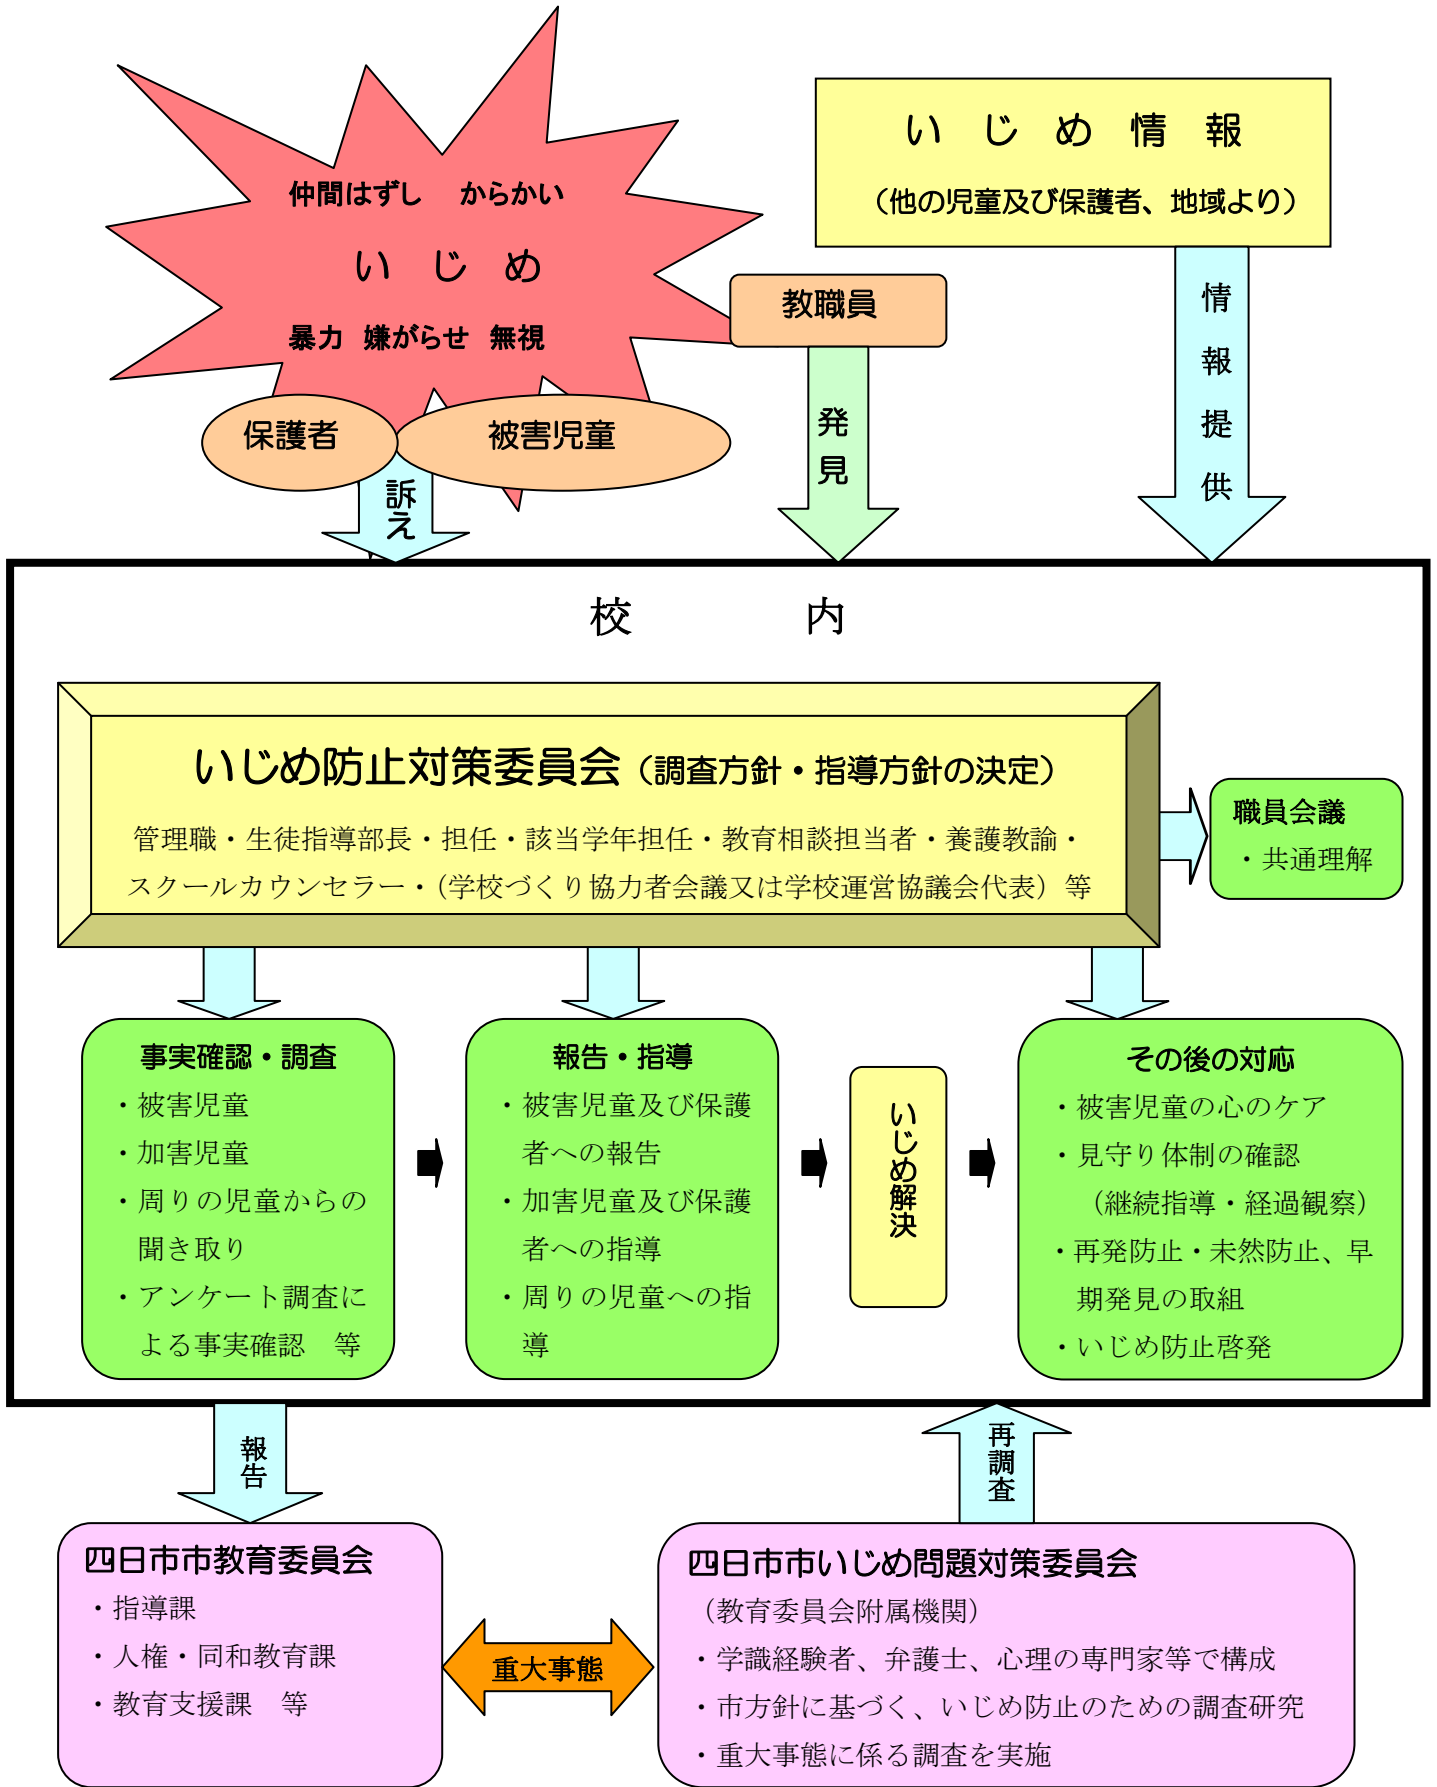 仲間はずし　からかい
い　じ　め
暴力　嫌がらせ　無視
い　じ　め　情　報
（他の児童及び保護者、地域より）
教職員
保護者
被害児童
訴え
発見
情報提供
校　　　　内
いじめ防止対策委員会（調査方針・指導方針の決定）
管理職・生徒指導部長・担任・該当学年担任・教育相談担当者・養護教諭・
スクールカウンセラー・（学校づくり協力者会議又は学校運営協議会代表）等
職員会議
・共通理解
事実確認・調査
・被害児童
・加害児童
・周りの児童からの
聞き取り
・アンケート調査に
よる事実確認　等
報告・指導
・被害児童及び保護
者への報告
・加害児童及び保護
者への指導
・周りの児童への指
導
いじめ解決
その後の対応
・被害児童の心のケア
・見守り体制の確認
（継続指導・経過観察）
・再発防止・未然防止、早
期発見の取組
・いじめ防止啓発
報告
再調査
四日市市教育委員会
・指導課
・人権・同和教育課
・教育支援課　等
重大事態
四日市市いじめ問題対策委員会
（教育委員会附属機関）
・学識経験者、弁護士、心理の専門家等で構成
・市方針に基づく、いじめ防止のための調査研究
・重大事態に係る調査を実施